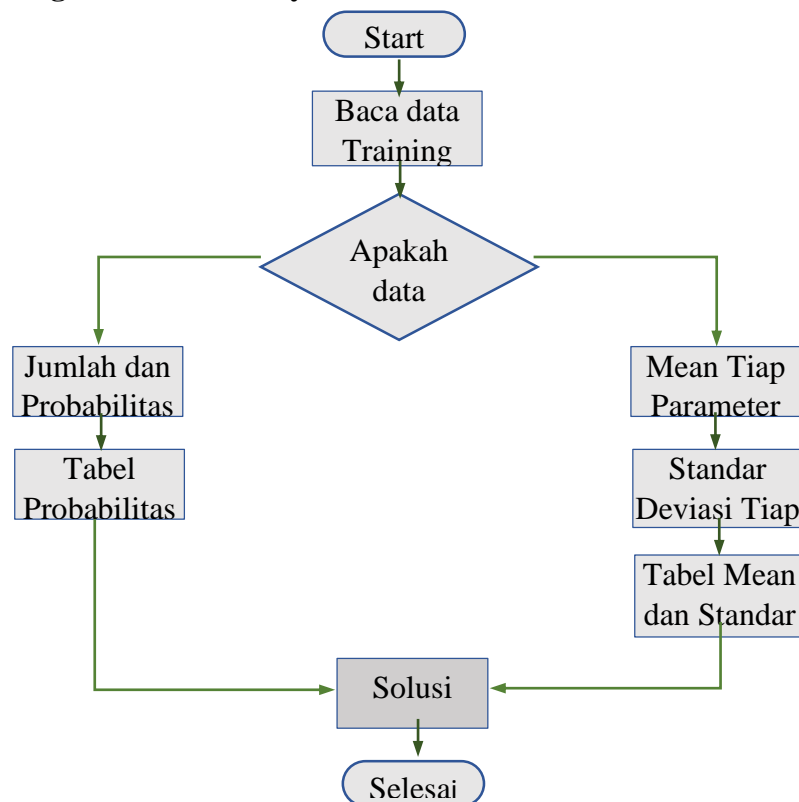 Start
Baca data
Training
Apakah
data
Jumlah dan
Probabilitas
Mean Tiap
Parameter
Tabel
Probabilitas
Standar
Deviasi Tiap
Tabel Mean
dan Standar
Solusi
Selesai